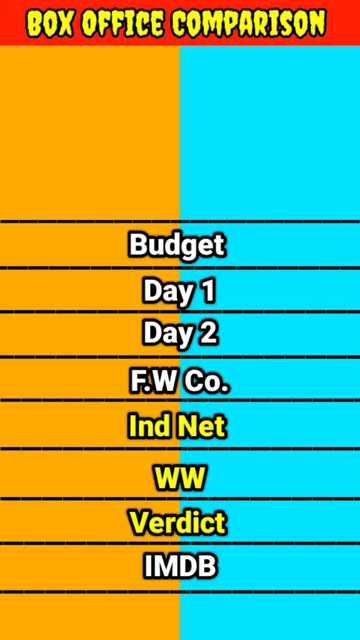 BOX OFFICE COMPARISON
Budget
Day 1
Day 2
F.W Co.
Ind Net
WW
Verdict
IMDB